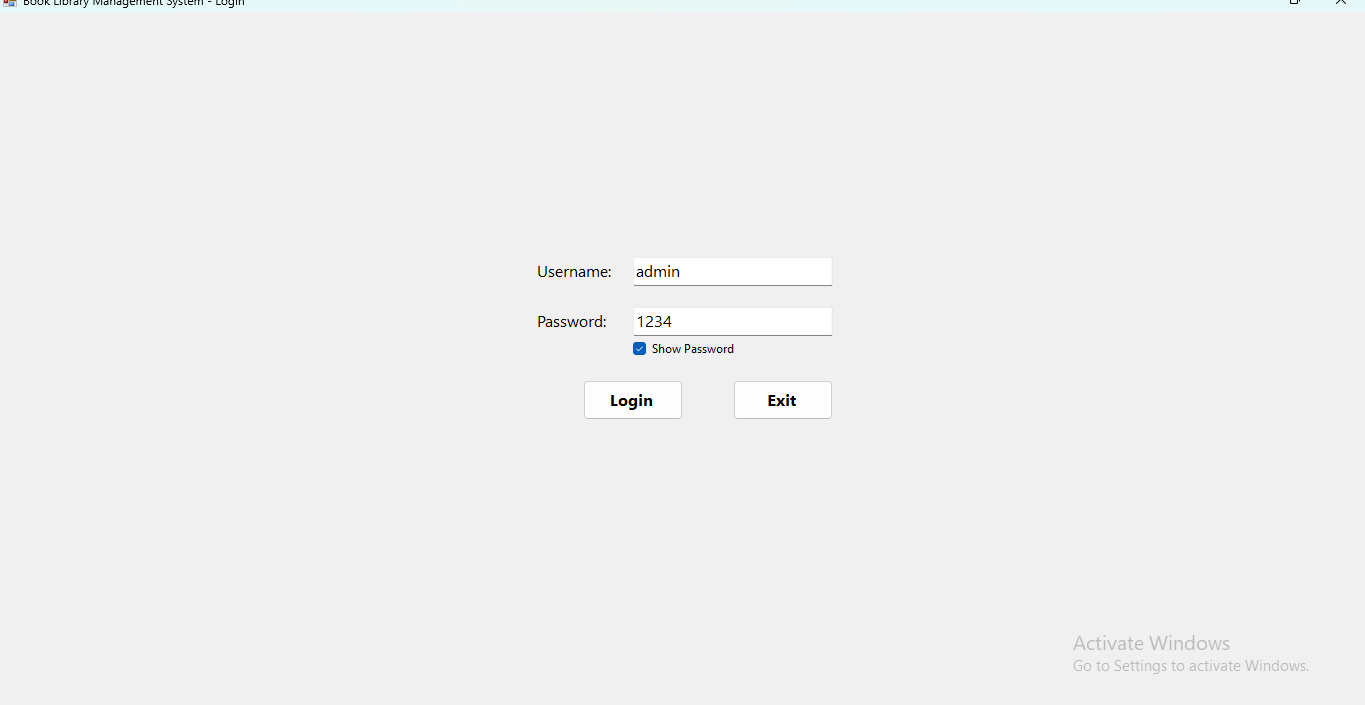 Book Library Management System - Login
Username: admin
Password: 1234
Show Password
Login Exit
Activate Windows
Go to Settings to activate Windows.